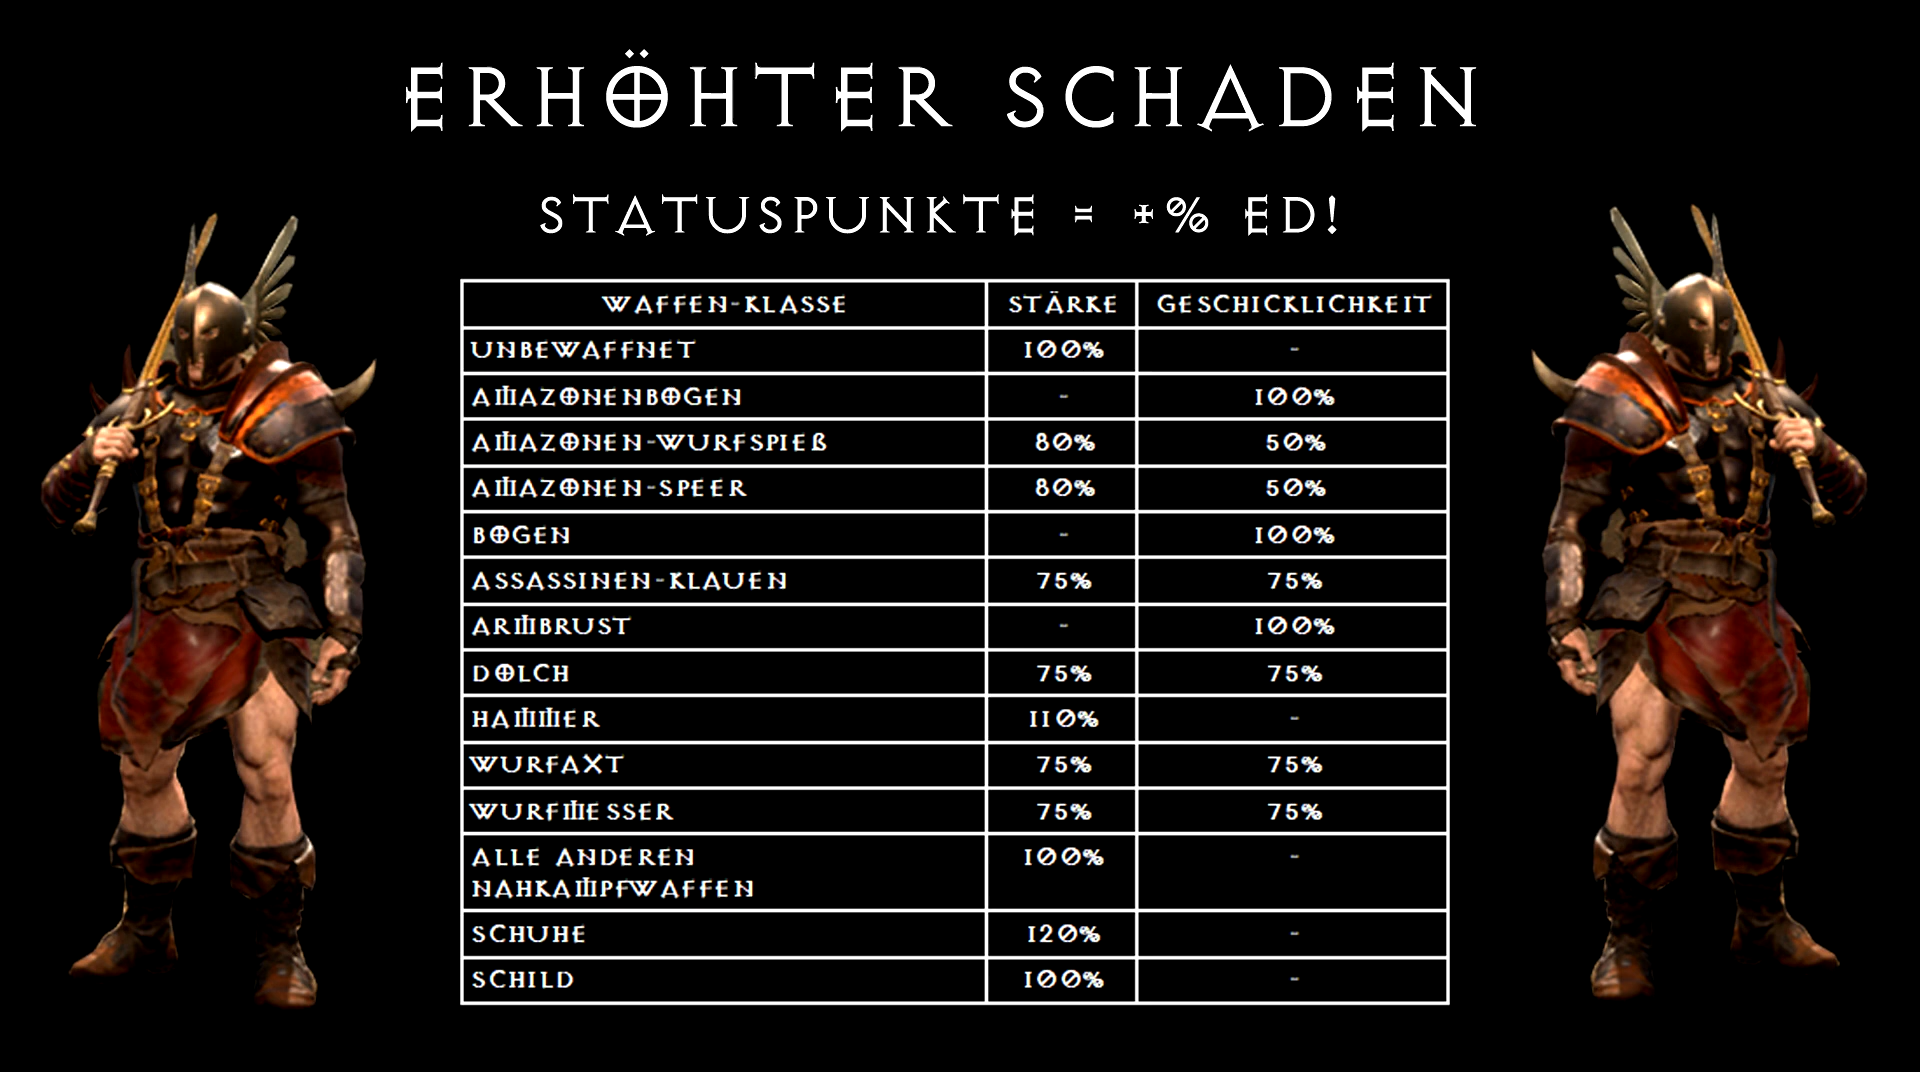 ERHÖHTER SCHADEN
STATUSPUNKTE = +% ED!
WAFFEN-KLASSE STÄRKE GESCHICKLICHKEIT
UNBEWAFFNET 100% -
AMAZONENBOGEN - 100%
AMAZONEN-WURFSPIEß 80% 50%
AMAZONEN-SPEER 80% 50%
BOGEN - 100%
ASSASSINEN-KLAUEN 75% 75%
ARMBRUST - 100%
DOLCH 75% 75%
HAMMER 110% -
WURFAXT 75% 75%
WURFMESSER 75% 75%
ALLE ANDEREN 100% -
NAHKAMPFWAFFEN
SCHUHE 120% -
SCHILD 100% -